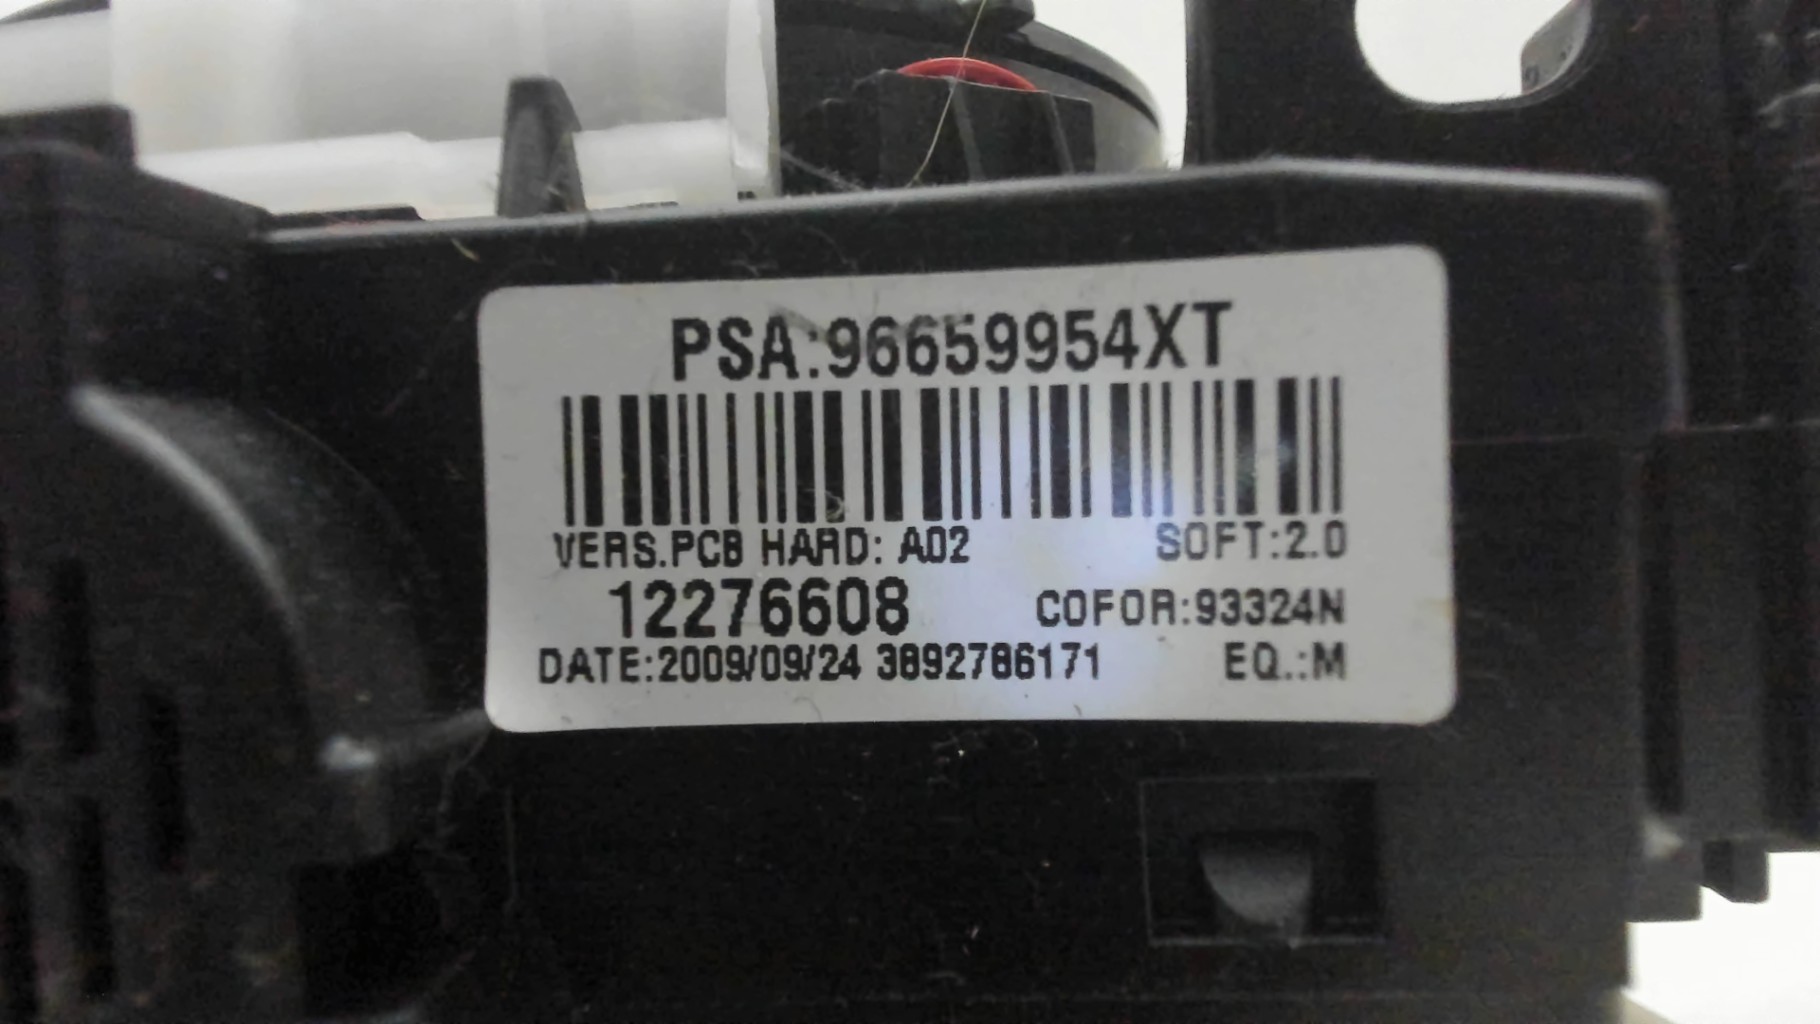 PSA:96659954XT
VERS.PCB HARD: A02 SOFT:2.0
12276608 COFOR:93324N
DATE:2009/09/24 3892786171 EQ.:M